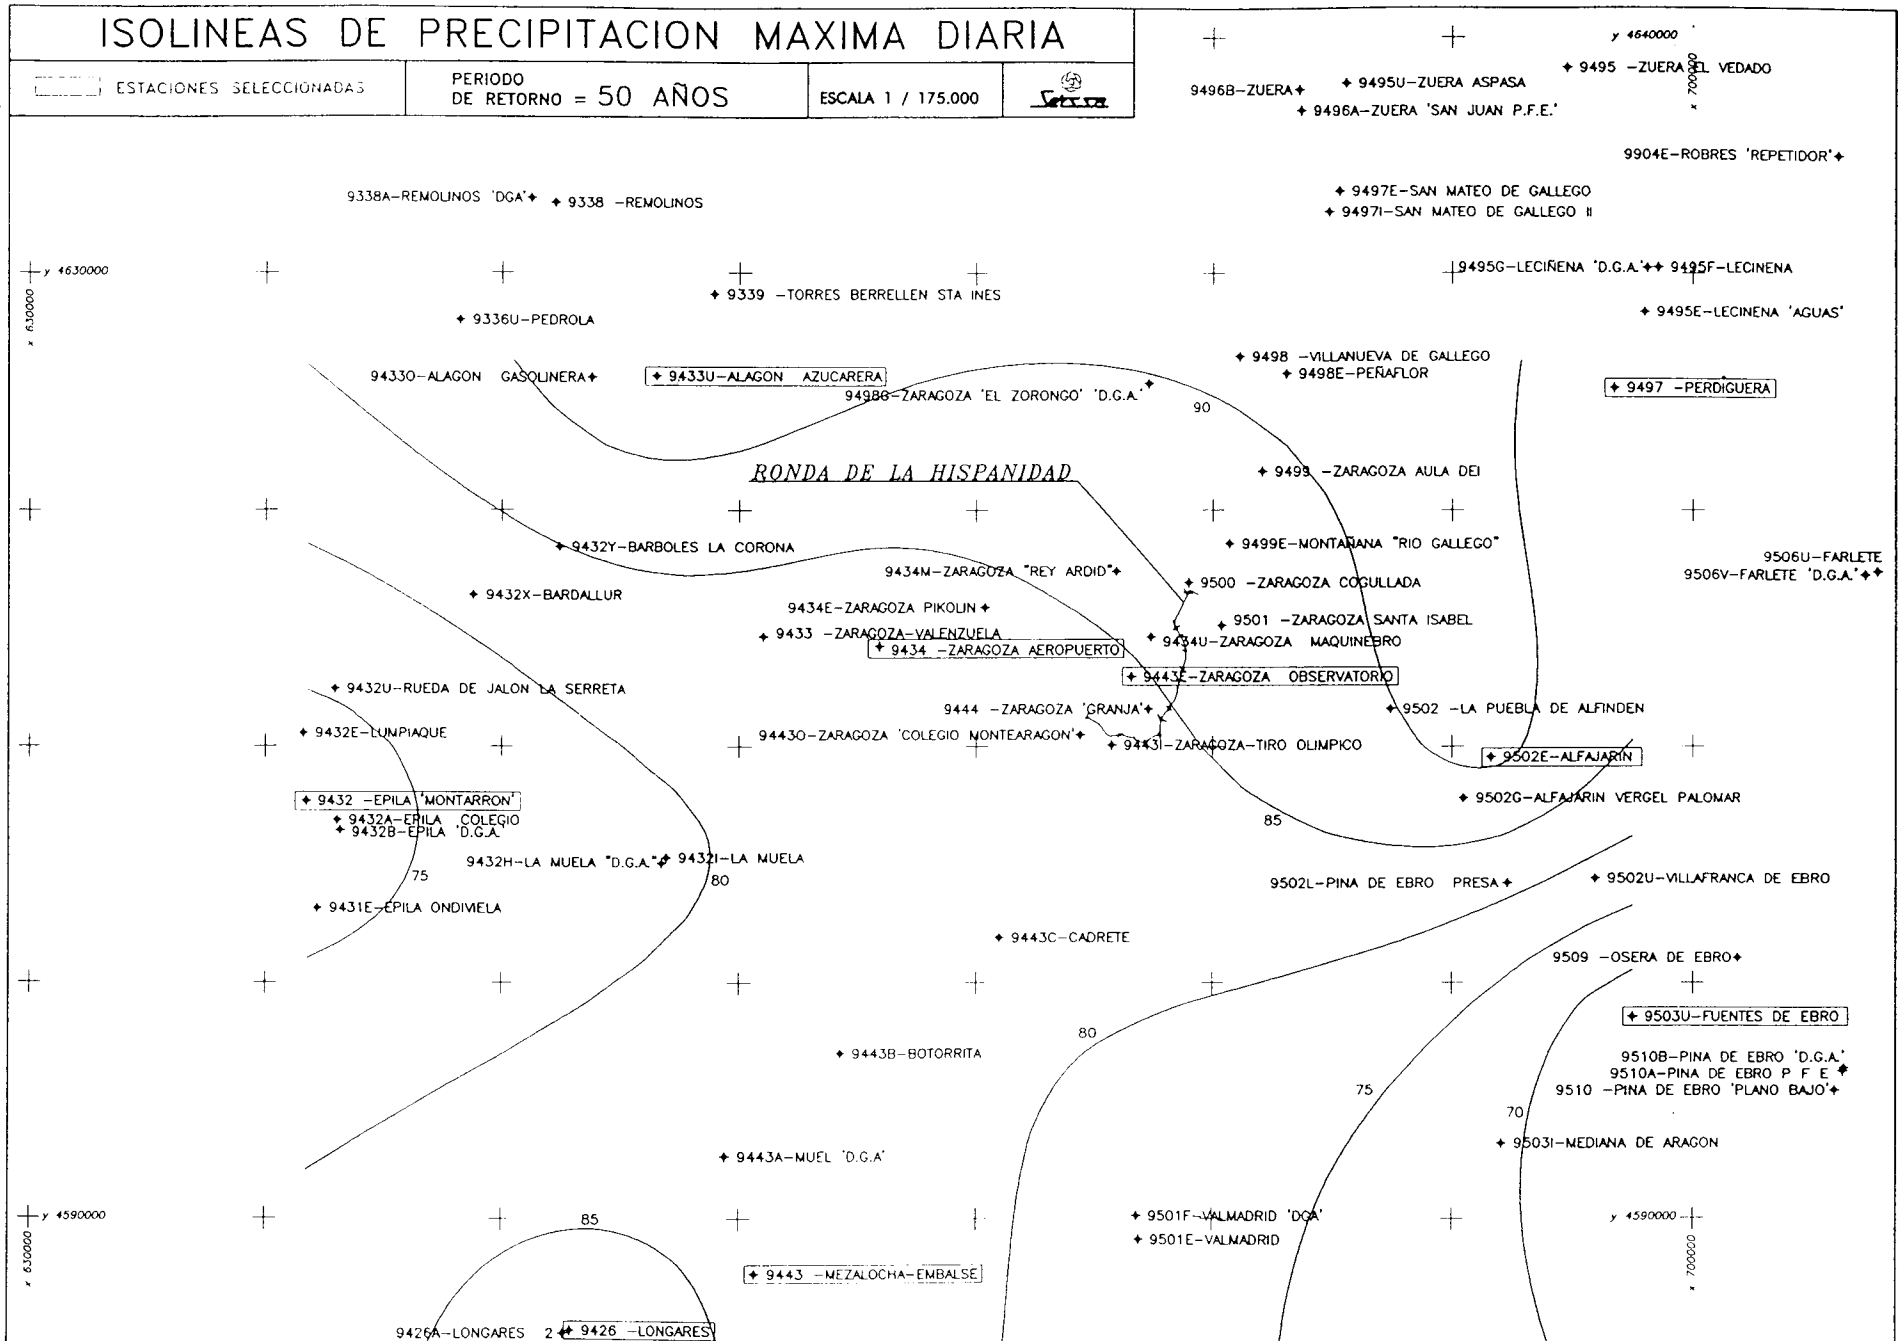 ISOLINEAS DE PRECIPITACION MAXIMA DIARIA
ESTACIONES SELECCIONADAS
PERIODO
DE RETORNO = 50 AÑOS
ESCALA 1 / 175.000
y 4640000
x 700000
9495 -ZUERA EL VEDADO
9496B-ZUERA
9495U-ZUERA ASPASA
9496A-ZUERA 'SAN JUAN P.F.E.'
9904E-ROBRES 'REPETIDOR'
9338A-REMOLINOS 'DGA'
9338 -REMOLINOS
9497E-SAN MATEO DE GALLEGO
9497I-SAN MATEO DE GALLEGO II
y 4630000
x 630000
9495G-LECIÑENA 'D.G.A.'
9495F-LECINENA
9339 -TORRES BERRELLEN STA INES
9495E-LECINENA 'AGUAS'
9336U-PEDROLA
9498 -VILLANUEVA DE GALLEGO
9498E-PEÑAFLOR
9433O-ALAGON GASOLINERA
9433U-ALAGON AZUCARERA
9497 -PERDIGUERA
9498G-ZARAGOZA 'EL ZORONGO' 'D.G.A.'
90
RONDA DE LA HISPANIDAD
9499 -ZARAGOZA AULA DEI
9432Y-BARBOLES LA CORONA
9499E-MONTAÑANA "RIO GALLEGO"
9506U-FARLETE
9434M-ZARAGOZA "REY ARDID"
9506V-FARLETE 'D.G.A.'
9500 -ZARAGOZA COGULLADA
9432X-BARDALLUR
9434E-ZARAGOZA PIKOLIN
9501 -ZARAGOZA SANTA ISABEL
9433 -ZARAGOZA-VALENZUELA
9434U-ZARAGOZA MAQUINEBRO
9434 -ZARAGOZA AEROPUERTO
9443E-ZARAGOZA OBSERVATORIO
9432U-RUEDA DE JALON LA SERRETA
9444 -ZARAGOZA 'GRANJA'
9502 -LA PUEBLA DE ALFINDEN
9432E-LUMPIAQUE
9443O-ZARAGOZA 'COLEGIO MONTEARAGON'
9443I-ZARAGOZA-TIRO OLIMPICO
9502E-ALFAJARIN
9432 -EPILA 'MONTARRON'
9502G-ALFAJARIN VERGEL PALOMAR
9432A-EPILA COLEGIO
85
9432B-EPILA 'D.G.A.'
9432H-LA MUELA "D.G.A."
9432I-LA MUELA
75
80
9502L-PINA DE EBRO PRESA
9502U-VILLAFRANCA DE EBRO
9431E-EPILA ONDIVIELA
9443C-CADRETE
9509 -OSERA DE EBRO
9503U-FUENTES DE EBRO
80
9443B-BOTORRITA
9510B-PINA DE EBRO 'D.G.A.'
9510A-PINA DE EBRO P F E
9510 -PINA DE EBRO 'PLANO BAJO'
75
70
9503I-MEDIANA DE ARAGON
9443A-MUEL 'D.G.A'
y 4590000
x 630000
85
9501F-VALMADRID 'DGA'
y 4590000
x 700000
9501E-VALMADRID
9443 -MEZALOCHA-EMBALSE
9426A-LONGARES 2
9426 -LONGARES